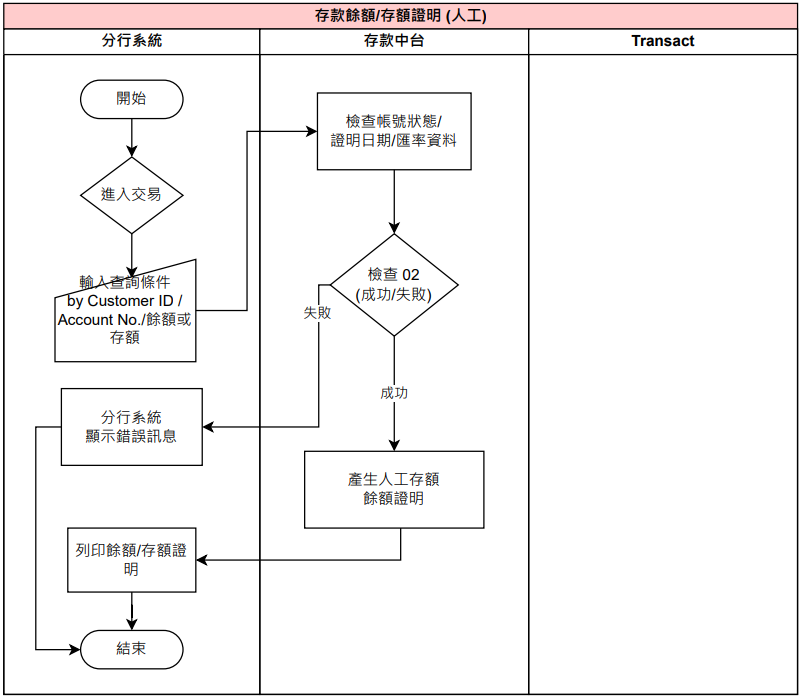 存款餘額/存額證明 (人工)
分行系統
存款中台
Transact
開始
進入交易
輸入查詢條件
by Customer ID /
Account No./餘額或
存額
檢查帳號狀態/
證明日期/匯率資料
檢查 02
(成功/失敗)
失敗
成功
分行系統
顯示錯誤訊息
產生人工存額
餘額證明
列印餘額/存額證
明
結束